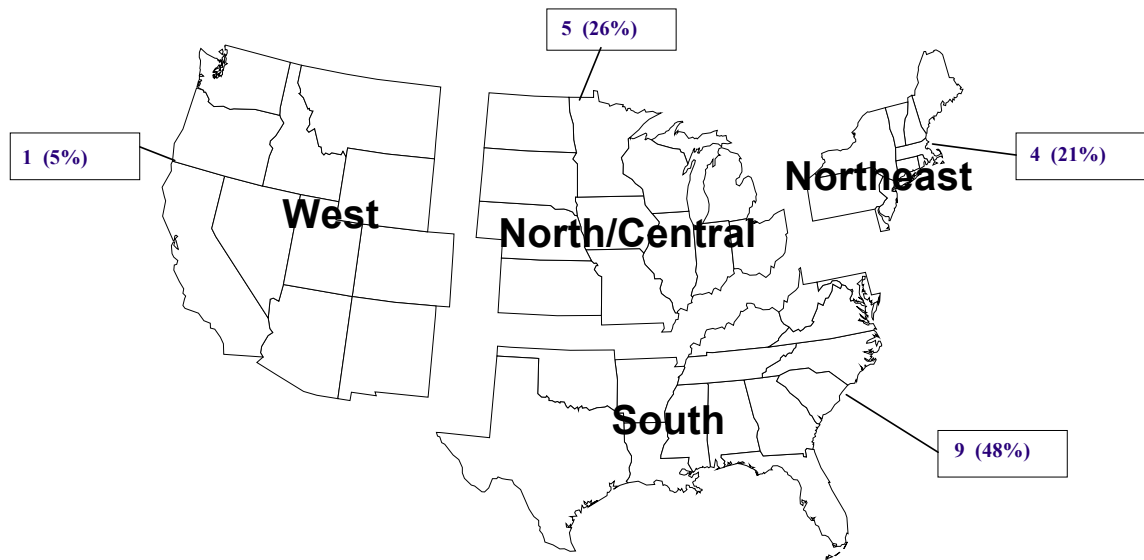 5 (26%)
1 (5%)
4 (21%)
Northeast
West
North/Central
South
9 (48%)